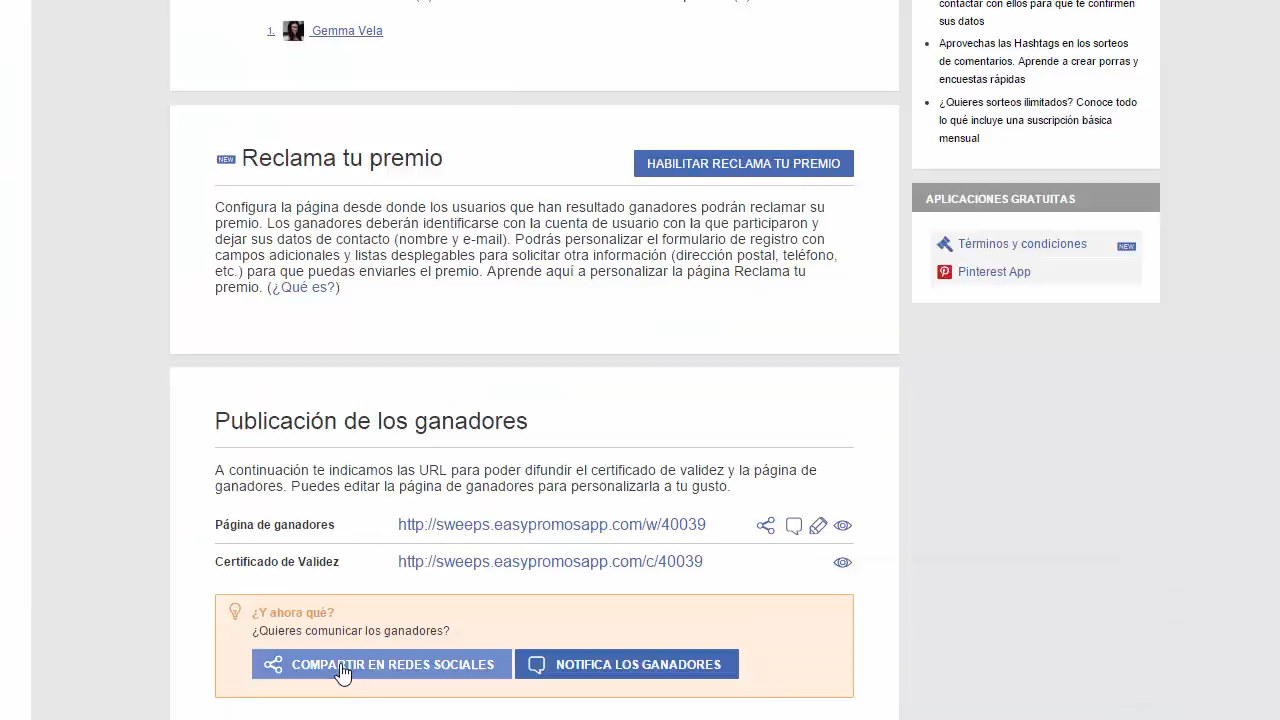 1. Gemma Vela
NEW Reclama tu premio
HABILITAR RECLAMA TU PREMIO
Configura la página desde donde los usuarios que han resultado ganadores podrán reclamar su
premio. Los ganadores deberán identificarse con la cuenta de usuario con la que participaron y
dejar sus datos de contacto (nombre y e-mail). Podrás personalizar el formulario de registro con
campos adicionales y listas desplegables para solicitar otra información (dirección postal, teléfono,
etc.) para que puedas enviarles el premio. Aprende aquí a personalizar la página Reclama tu
premio. (¿Qué es?)
Publicación de los ganadores
A continuación te indicamos las URL para poder difundir el certificado de validez y la página de
ganadores. Puedes editar la página de ganadores para personalizarla a tu gusto.
Página de ganadores http://sweeps.easypromosapp.com/w/40039
Certificado de Validez http://sweeps.easypromosapp.com/c/40039
¿Y ahora qué?
¿Quieres comunicar los ganadores?
COMPARTIR EN REDES SOCIALES
NOTIFICA LOS GANADORES
contactar con ellos para que te confirmen
sus datos
Aprovechas las Hashtags en los sorteos
de comentarios. Aprende a crear porras y
encuestas rápidas
¿Quieres sorteos ilimitados? Conoce todo
lo qué incluye una suscripción básica
mensual
APLICACIONES GRATUITAS
Términos y condiciones NEW
Pinterest App